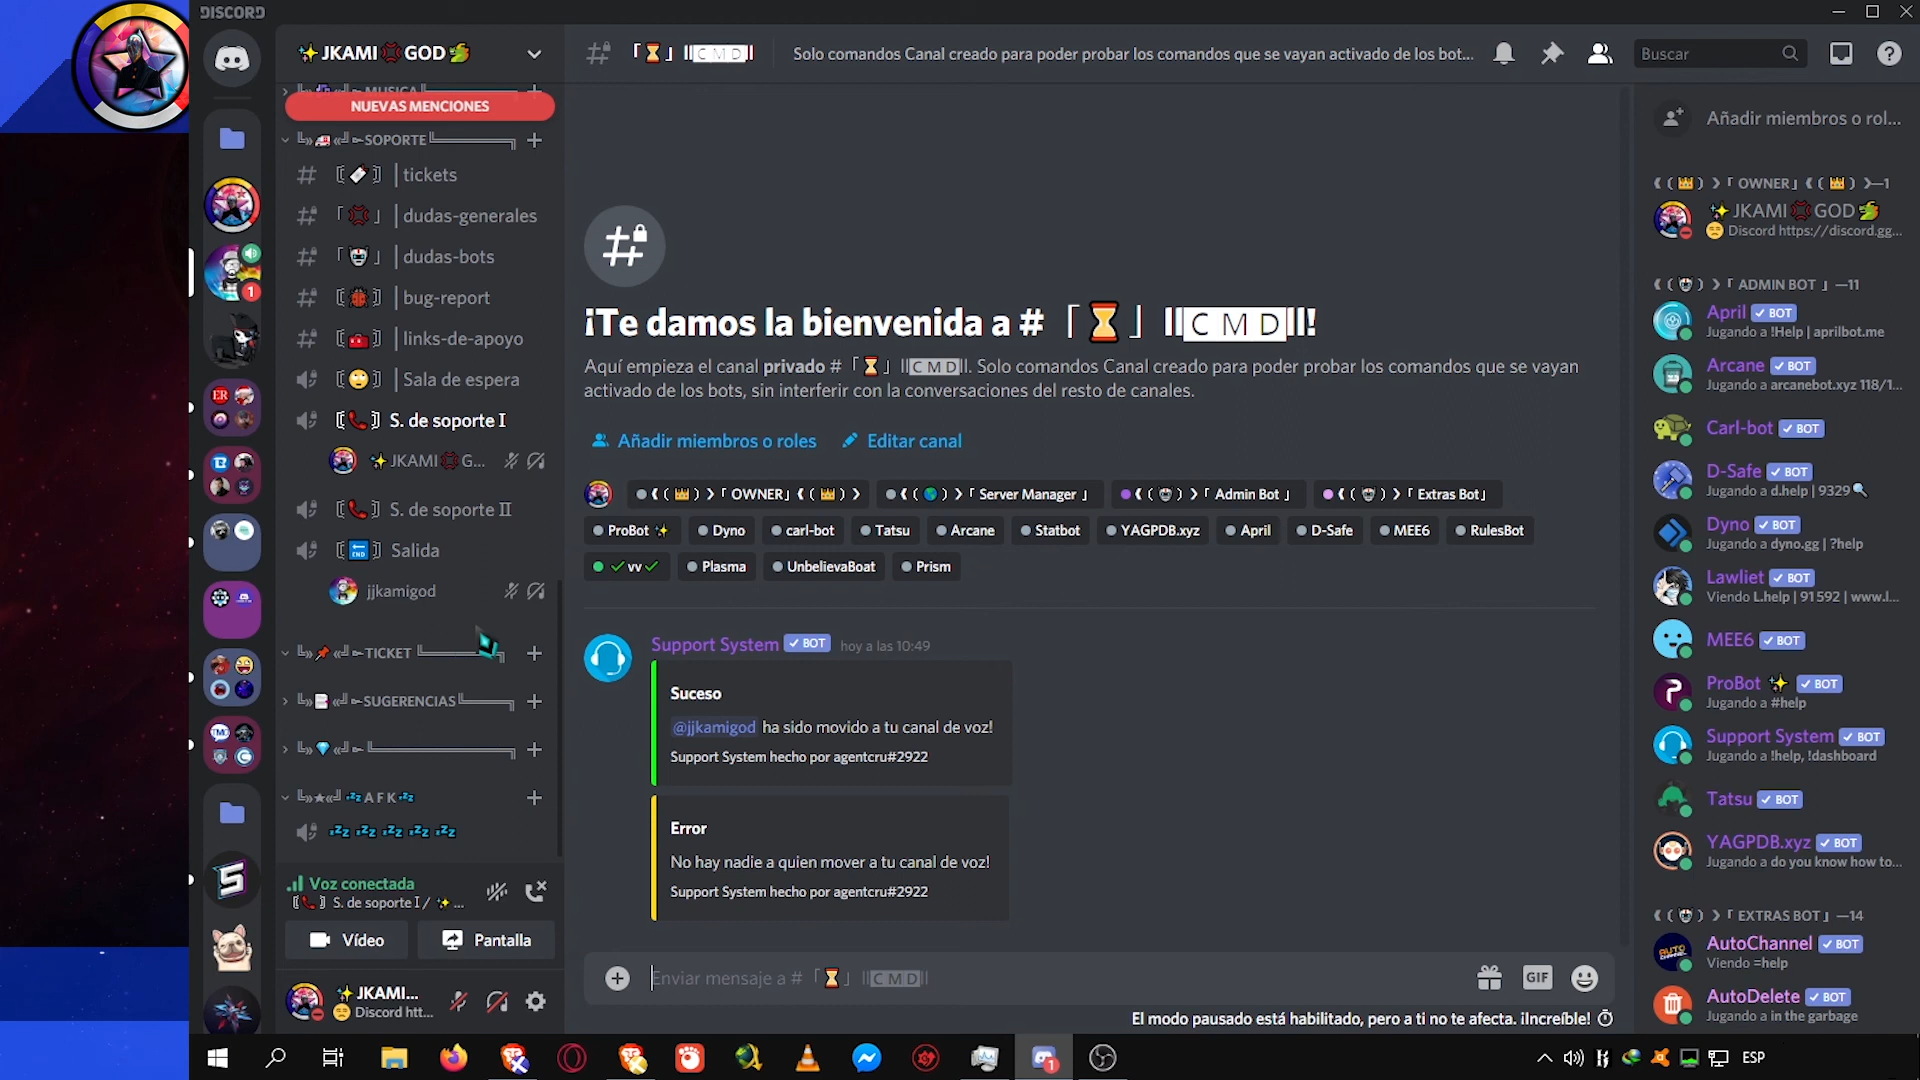 DISCORD
✨JKAMI💢GOD🐲
「⏳」 ||C M D||
Solo comandos Canal creado para poder probar los comandos que se vayan activado de los bot...
Buscar
MUSICA
NUEVAS MENCIONES
╚»🚑«╝►SOPORTE╚═══════╗
〘🎫〙│tickets
「💢」│dudas-generales
「🤖」│dudas-bots
〘🐞〙│bug-report
〘🧰〙│links-de-apoyo
〘🙄〙│Sala de espera
〘📞〙 S. de soporte I
✨JKAMI💢G...
〘📞〙 S. de soporte II
〘🔚〙 Salida
jjkamigod
╚»📌«╝►TICKET ╚═══════╗
╚»📑«╝►SUGERENCIAS╚════╗
╚»💎«╝► ╚═══════════╗
╚»★«╝ 💤A F K💤
💤 💤 💤 💤 💤
Voz conectada
〘📞〙 S. de soporte I / ✨ ...
Vídeo
Pantalla
✨JKAMI...
😔 Discord htt...
¡Te damos la bienvenida a # 「⏳」 ||C M D||!
Aquí empieza el canal privado # 「⏳」 ||C M D||. Solo comandos Canal creado para poder probar los comandos que se vayan
activado de los bots, sin interferir con la conversaciones del resto de canales.
Añadir miembros o roles
Editar canal
❰ ( 👑 ) ❱「 OWNER」❰ ( 👑 ) ❱
❰ ( 🌎 ) ❱「 Server Manager 」
❰ ( 🤖 ) ❱「 Admin Bot 」
❰ ( 🤖 ) ❱「 Extras Bot」
ProBot ✨
Dyno
carl-bot
Tatsu
Arcane
Statbot
YAGPDB.xyz
April
D-Safe
MEE6
RulesBot
✓vv✓
Plasma
UnbelievaBoat
Prism
Support System ✓ BOT hoy a las 10:49
Suceso
@jjkamigod ha sido movido a tu canal de voz!
Support System hecho por agentcru#2922
Error
No hay nadie a quien mover a tu canal de voz!
Support System hecho por agentcru#2922
Enviar mensaje a # 「⏳」 ||C M D||
GIF
El modo pausado está habilitado, pero a ti no te afecta. ¡Increíble!
Añadir miembros o rol...
❰ ( 👑 ) ❱「 OWNER」❰ ( 👑 ) ❱—1
✨JKAMI💢GOD🐲
😔 Discord https://discord.gg...
❰ ( 🤖 ) ❱「 ADMIN BOT 」—11
April ✓ BOT
Jugando a !Help | aprilbot.me
Arcane ✓ BOT
Jugando a arcanebot.xyz 118/1...
Carl-bot ✓ BOT
D-Safe ✓ BOT
Jugando a d.help | 9329🔍
Dyno ✓ BOT
Jugando a dyno.gg | ?help
Lawliet ✓ BOT
Viendo L.help | 91 592 | www.l...
MEE6 ✓ BOT
ProBot ✨ ✓ BOT
Jugando a #help
Support System ✓ BOT
Jugando a !help, !dashboard
Tatsu ✓ BOT
YAGPDB.xyz ✓ BOT
Jugando a do you know how to...
❰ ( 🤖 ) ❱「 EXTRAS BOT」—14
AutoChannel ✓ BOT
Viendo =help
AutoDelete ✓ BOT
Jugando a in the garbage
ESP